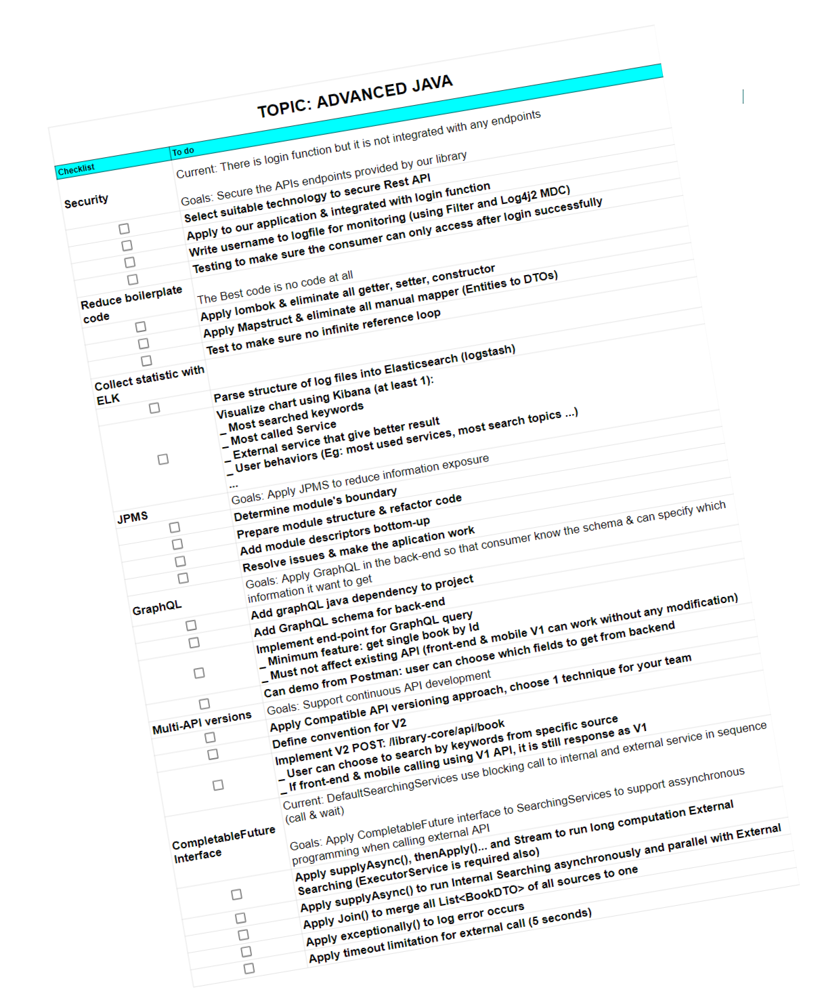 TOPIC: ADVANCED JAVA
Checklist
To do
Security
Current: There is login function but it is not integrated with any endpoints
Goals: Secure the APIs endpoints provided by our library
Select suitable technology to secure Rest API
Apply to our application & integrated with login function
Write username to logfile for monitoring (using Filter and Log4j2 MDC)
Testing to make sure the consumer can only access after login successfully
Reduce boilerplate
code
The Best code is no code at all
Apply lombok & eliminate all getter, setter, constructor
Apply Mapstruct & eliminate all manual mapper (Entities to DTOs)
Test to make sure no infinite reference loop
Collect statistic with
ELK
Parse structure of log files into Elasticsearch (logstash)
Visualize chart using Kibana (at least 1):
_ Most searched keywords
_ Most called Service
_ External service that give better result
_ User behaviors (Eg: most used services, most search topics ...)
...
JPMS
Goals: Apply JPMS to reduce information exposure
Determine module's boundary
Prepare module structure & refactor code
Add module descriptors bottom-up
Resolve issues & make the aplication work
GraphQL
Goals: Apply GraphQL in the back-end so that consumer know the schema & can specify which
information it want to get
Add graphQL java dependency to project
Add GraphQL schema for back-end
Implement end-point for GraphQL query
_ Minimum feature: get single book by Id
_ Must not affect existing API (front-end & mobile V1 can work without any modification)
Can demo from Postman: user can choose which fields to get from backend
Multi-API versions
Goals: Support continuous API development
Apply Compatible API versioning approach, choose 1 technique for your team
Define convention for V2
Implement V2 POST: /library-core/api/book
_ User can choose to search by keywords from specific source
_ If front-end & mobile calling using V1 API, it is still response as V1
CompletableFuture
Interface
Current: DefaultSearchingServices use blocking call to internal and external service in sequence
(call & wait)
Goals: Apply CompletableFuture interface to SearchingServices to support assynchronous
programming when calling external API
Apply supplyAsync(), thenApply()... and Stream to run long computation External
Searching (ExecutorService is required also)
Apply supplyAsync() to run Internal Searching asynchronously and parallel with External
Apply Join() to merge all List<BookDTO> of all sources to one
Apply exceptionally() to log error occurs
Apply timeout limitation for external call (5 seconds)